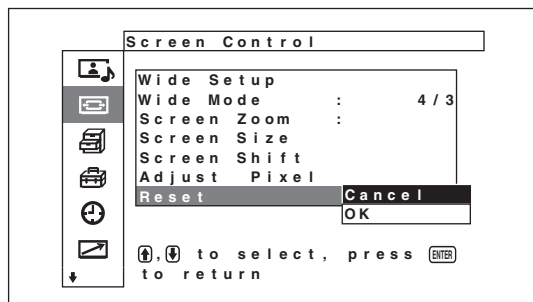 Screen Control
Wide Setup
Wide Mode : 4/3
Screen Zoom :
Screen Size
Screen Shift
Adjust Pixel
Reset Cancel
OK
↑,↓ to select, press ENTER
to return